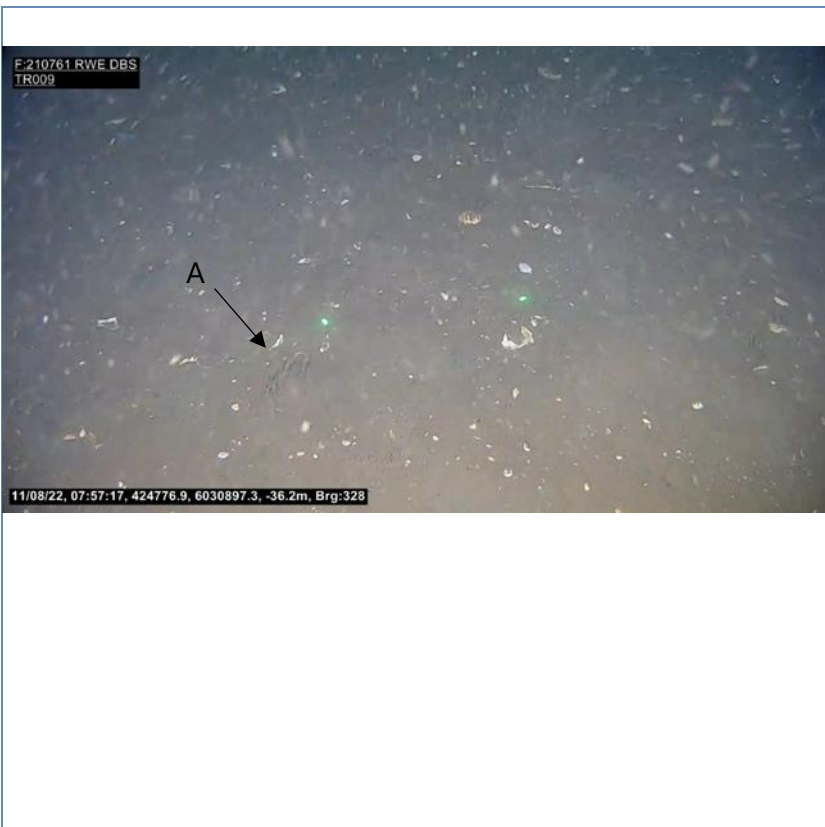 F:210761 RWE DBS
TR009
A
11/08/22, 07:57:17, 424776.9, 6030897.3, -36.2m, Brg:328